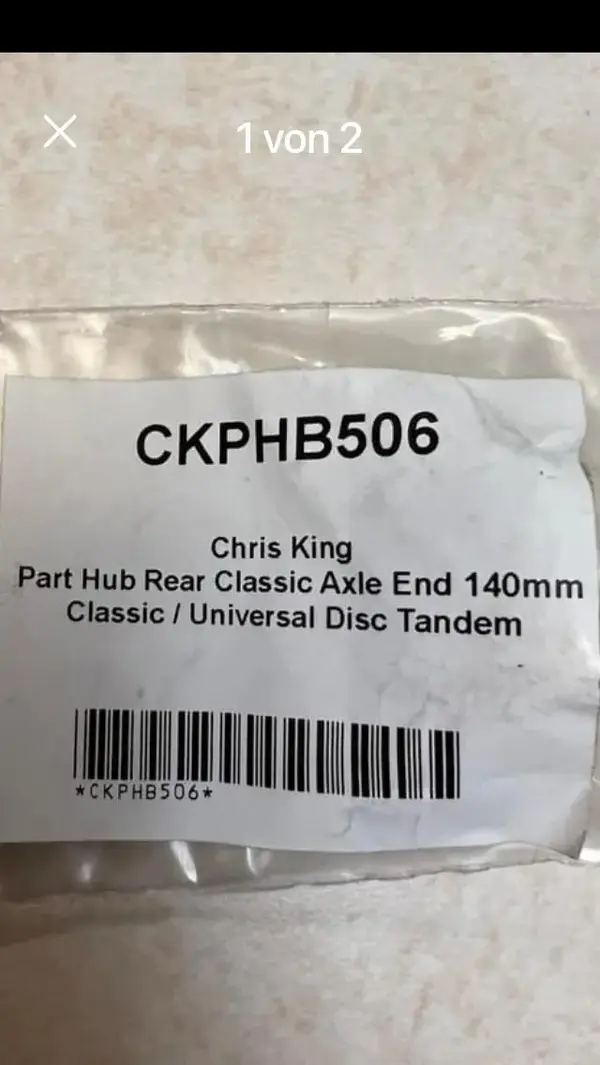 1 von 2
CKPHB506
Chris King
Part Hub Rear Classic Axle End 140mm
Classic / Universal Disc Tandem
*CKPHB506*